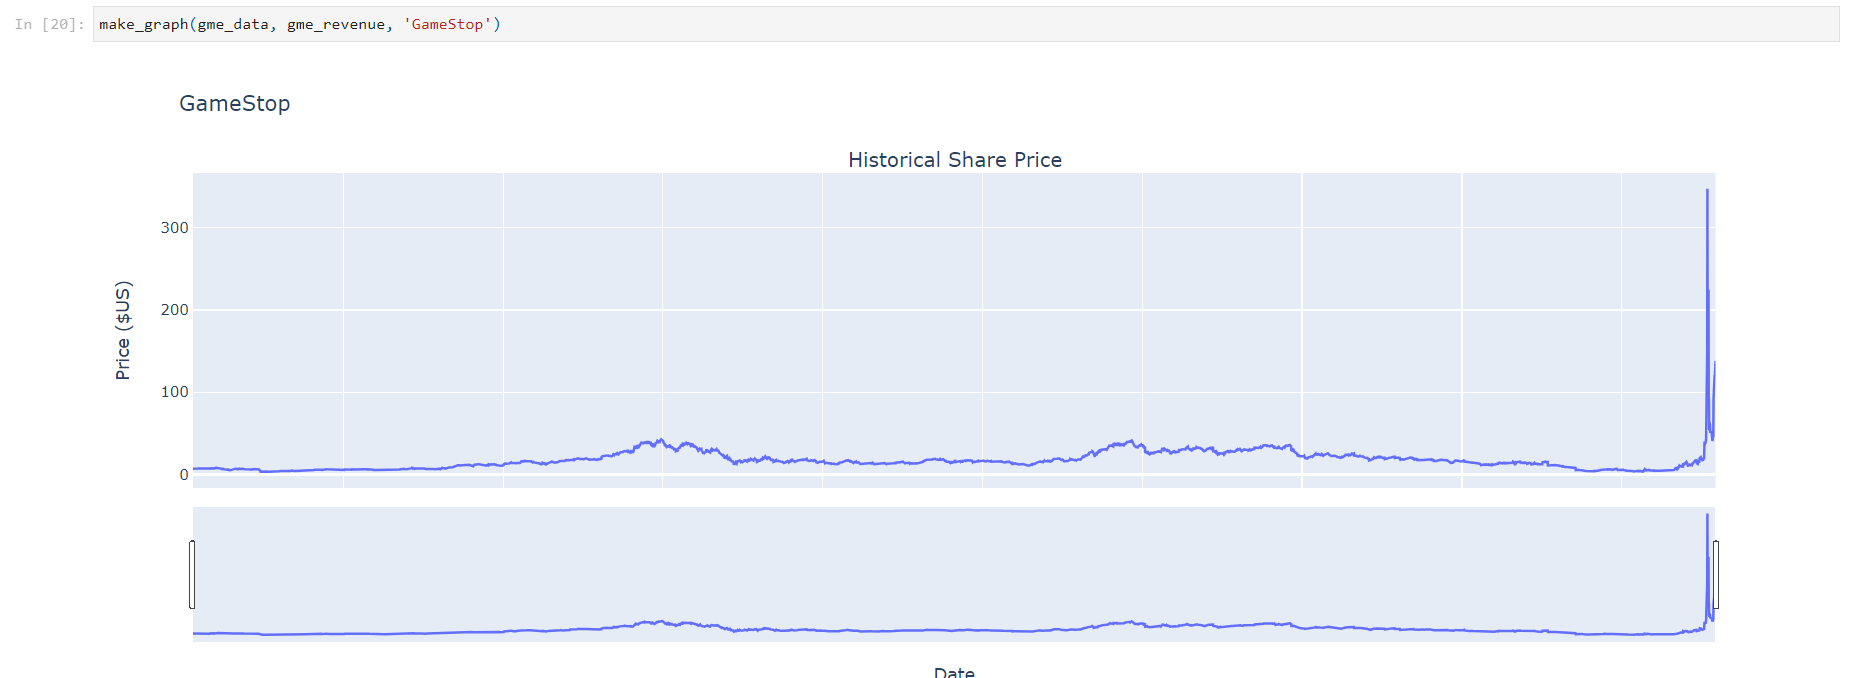 In [20]: make_graph(gme_data, gme_revenue, 'GameStop')
GameStop
Historical Share Price
300
200
100
0
Price ($US)
Date